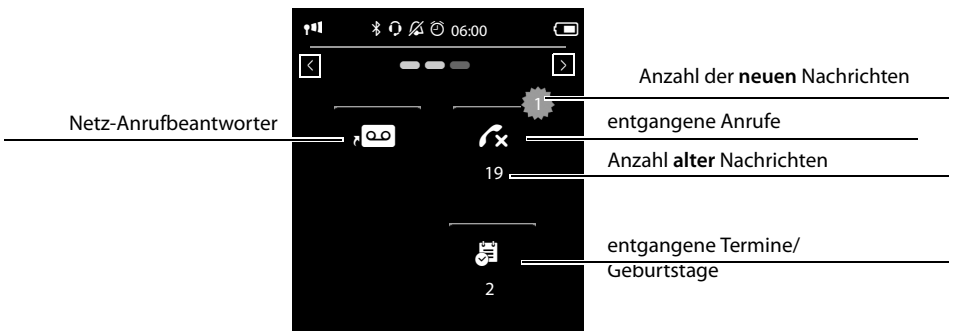 06:00
Anzahl der neuen Nachrichten
1
Netz-Anrufbeantworter
entgangene Anrufe
19
Anzahl alter Nachrichten
entgangene Termine/
Geburtstage
2